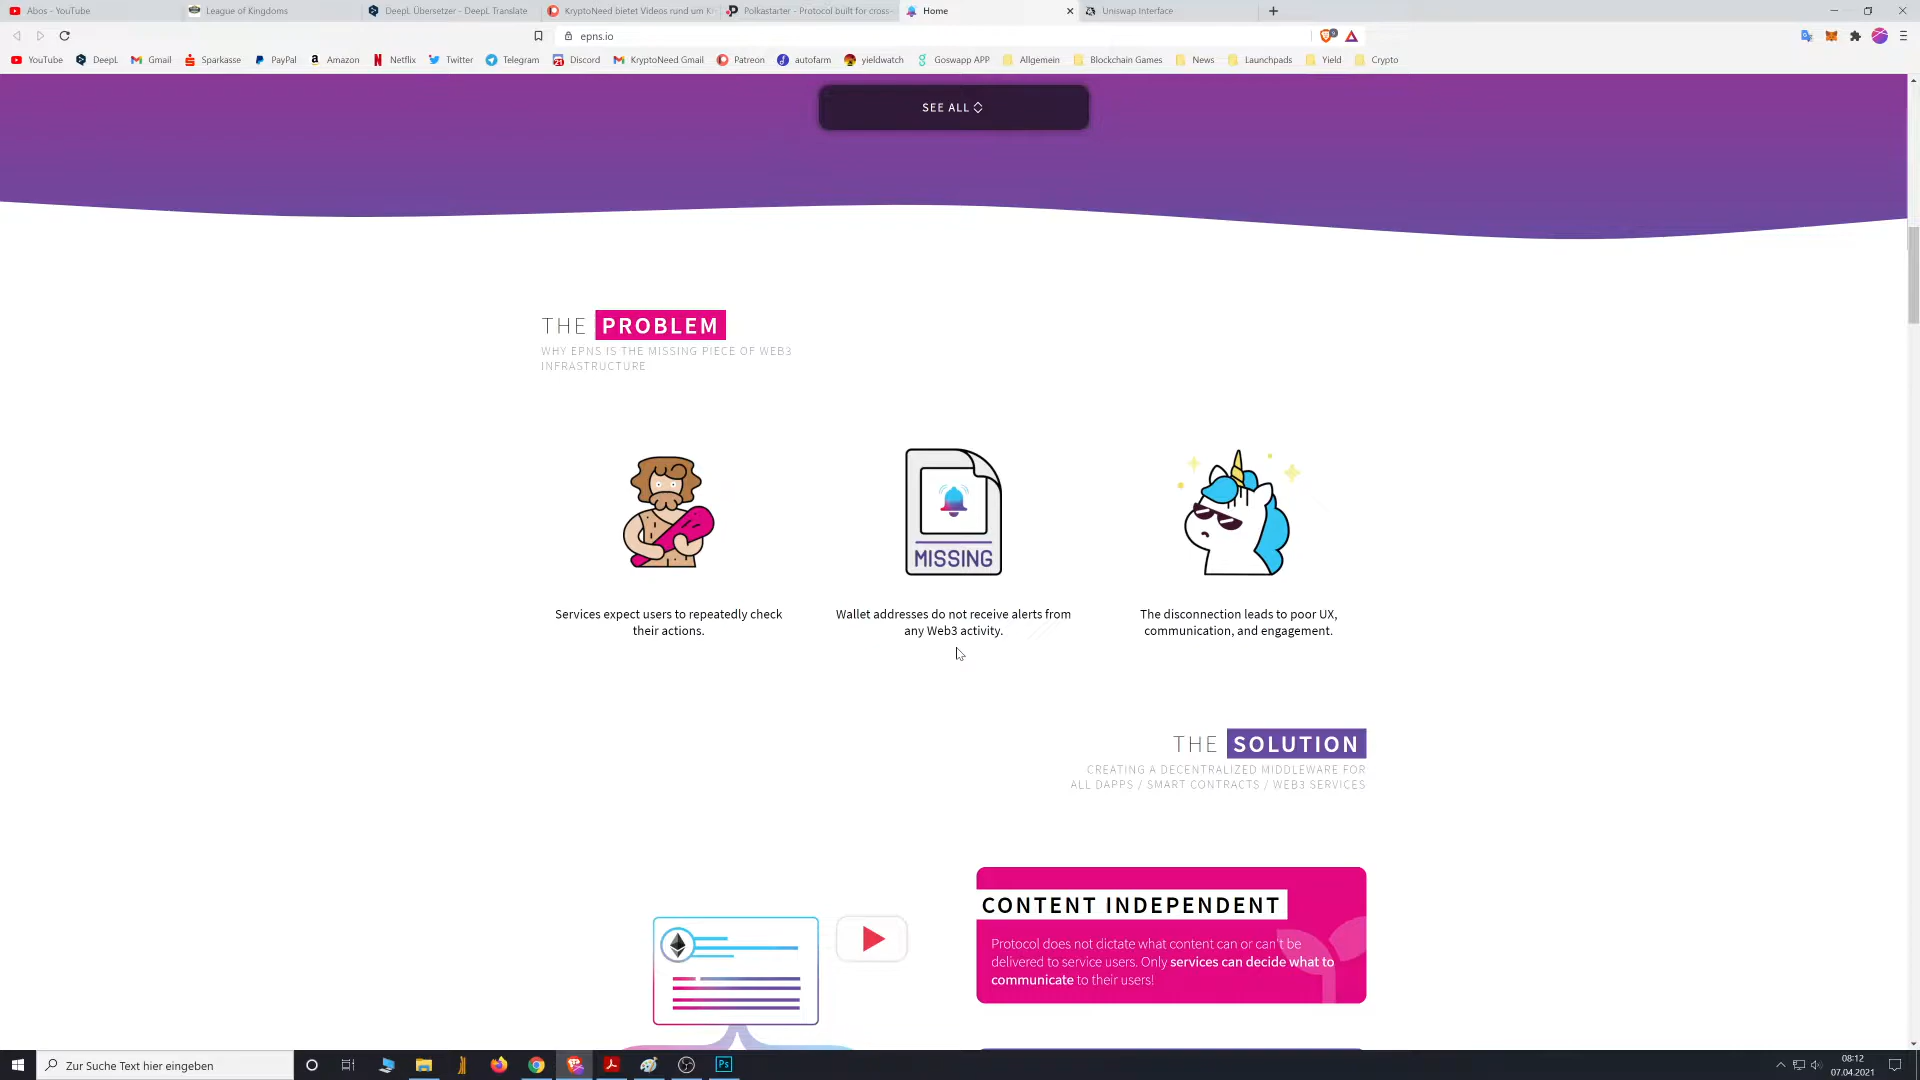 Abos - YouTube
League of Kingdoms
DeepL Übersetzer - DeepL Translate
KryptoNeed bietet Videos rund um K
Polkastarter - Protocol built for cross-
Home
Uniswap Interface
epns.io
YouTube
DeepL
Gmail
Sparkasse
PayPal
Amazon
Netflix
Twitter
Telegram
Discord
KryptoNeed Gmail
Patreon
autofarm
yieldwatch
Goswapp APP
Allgemein
Blockchain Games
News
Launchpads
Yield
Crypto
SEE ALL
THE PROBLEM
WHY EPNS IS THE MISSING PIECE OF WEB3
INFRASTRUCTURE
MISSING
Services expect users to repeatedly check
their actions.
Wallet addresses do not receive alerts from
any Web3 activity.
The disconnection leads to poor UX,
communication, and engagement.
THE SOLUTION
CREATING A DECENTRALIZED MIDDLEWARE FOR
ALL DAPPS / SMART CONTRACTS / WEB3 SERVICES
CONTENT INDEPENDENT
Protocol does not dictate what content can or can't be
delivered to service users. Only services can decide what to
communicate to their users!
Zur Suche Text hier eingeben
Ps
08:12
07.04.2021